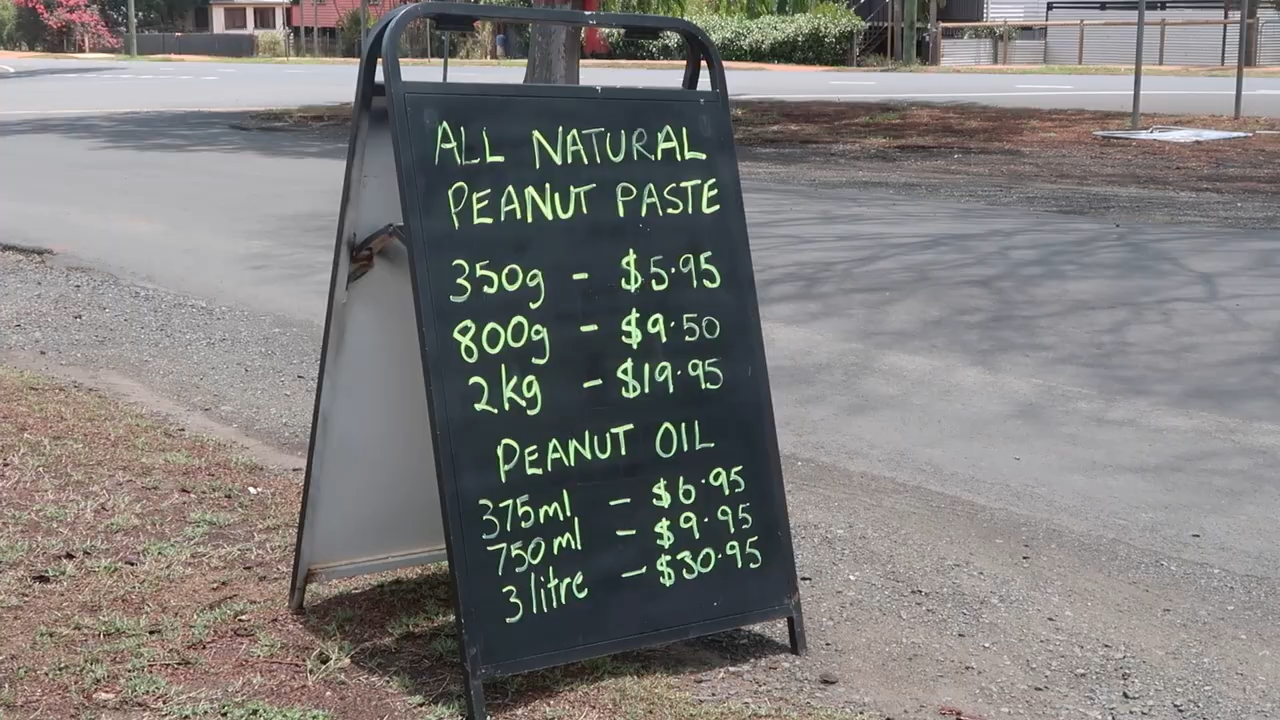 ALL NATURAL
PEANUT PASTE
350g - $5.95
800g - $9.50
2kg - $19.95
PEANUT OIL
375ml - $6.95
750ml - $9.95
3 litre - $30.95